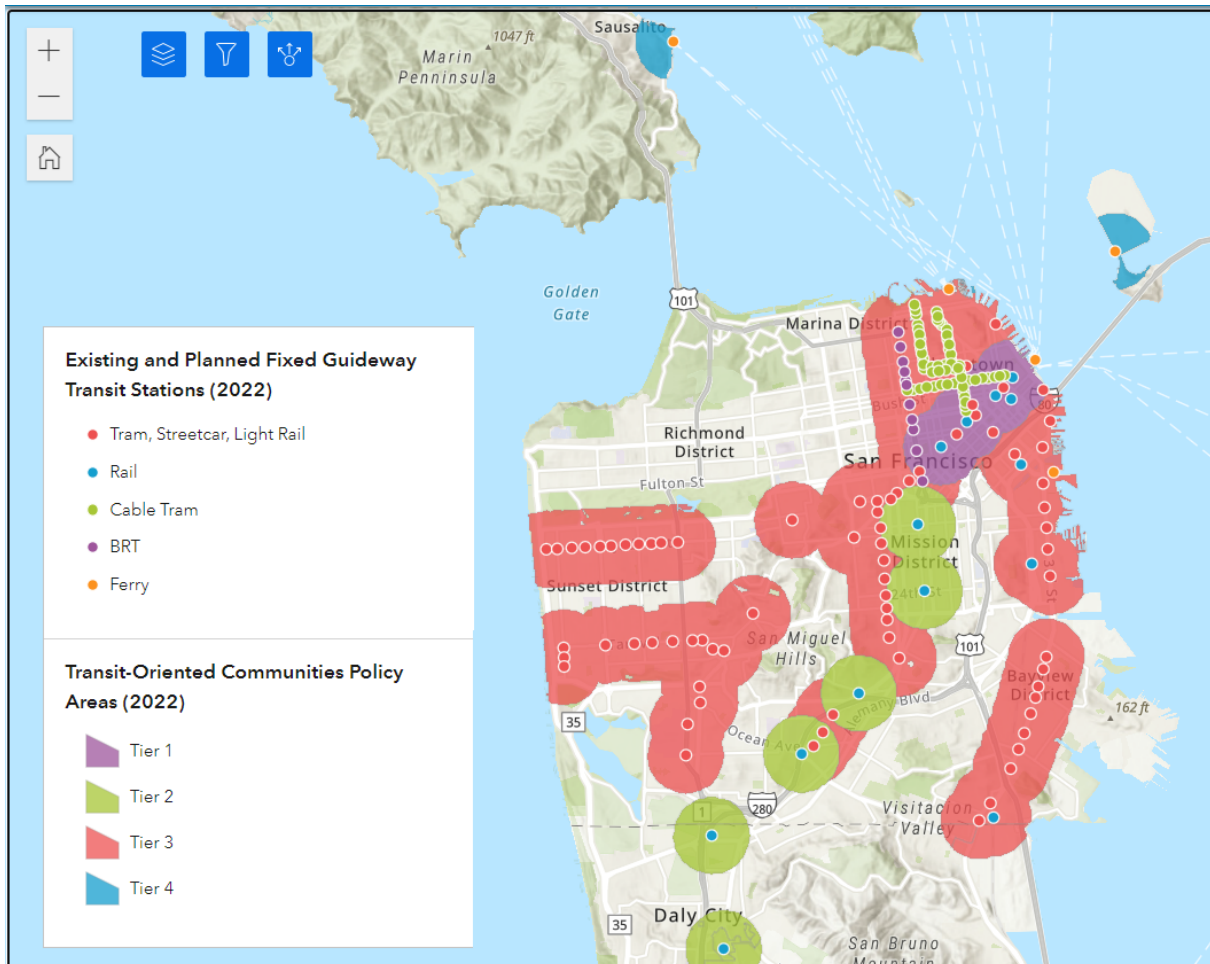 Sausalito
1047 ft
Marin
Penninsula
Golden
Gate
101
Marina District
Existing and Planned Fixed Guideway
Transit Stations (2022)
Tram, Streetcar, Light Rail
Rail
Cable Tram
BRT
Ferry
Transit-Oriented Communities Policy
Areas (2022)
Tier 1
Tier 2
Tier 3
Tier 4
80
Richmond
District
San Francisco
Fulton St
Mission
District
24th St
Sunset District
San Miguel
Hills
101
Bayview
District
162 ft
35
Ocean Ave
Alemany Blvd
1
280
Visitacion
Valley
Daly City
35
San Bruno
Mountain